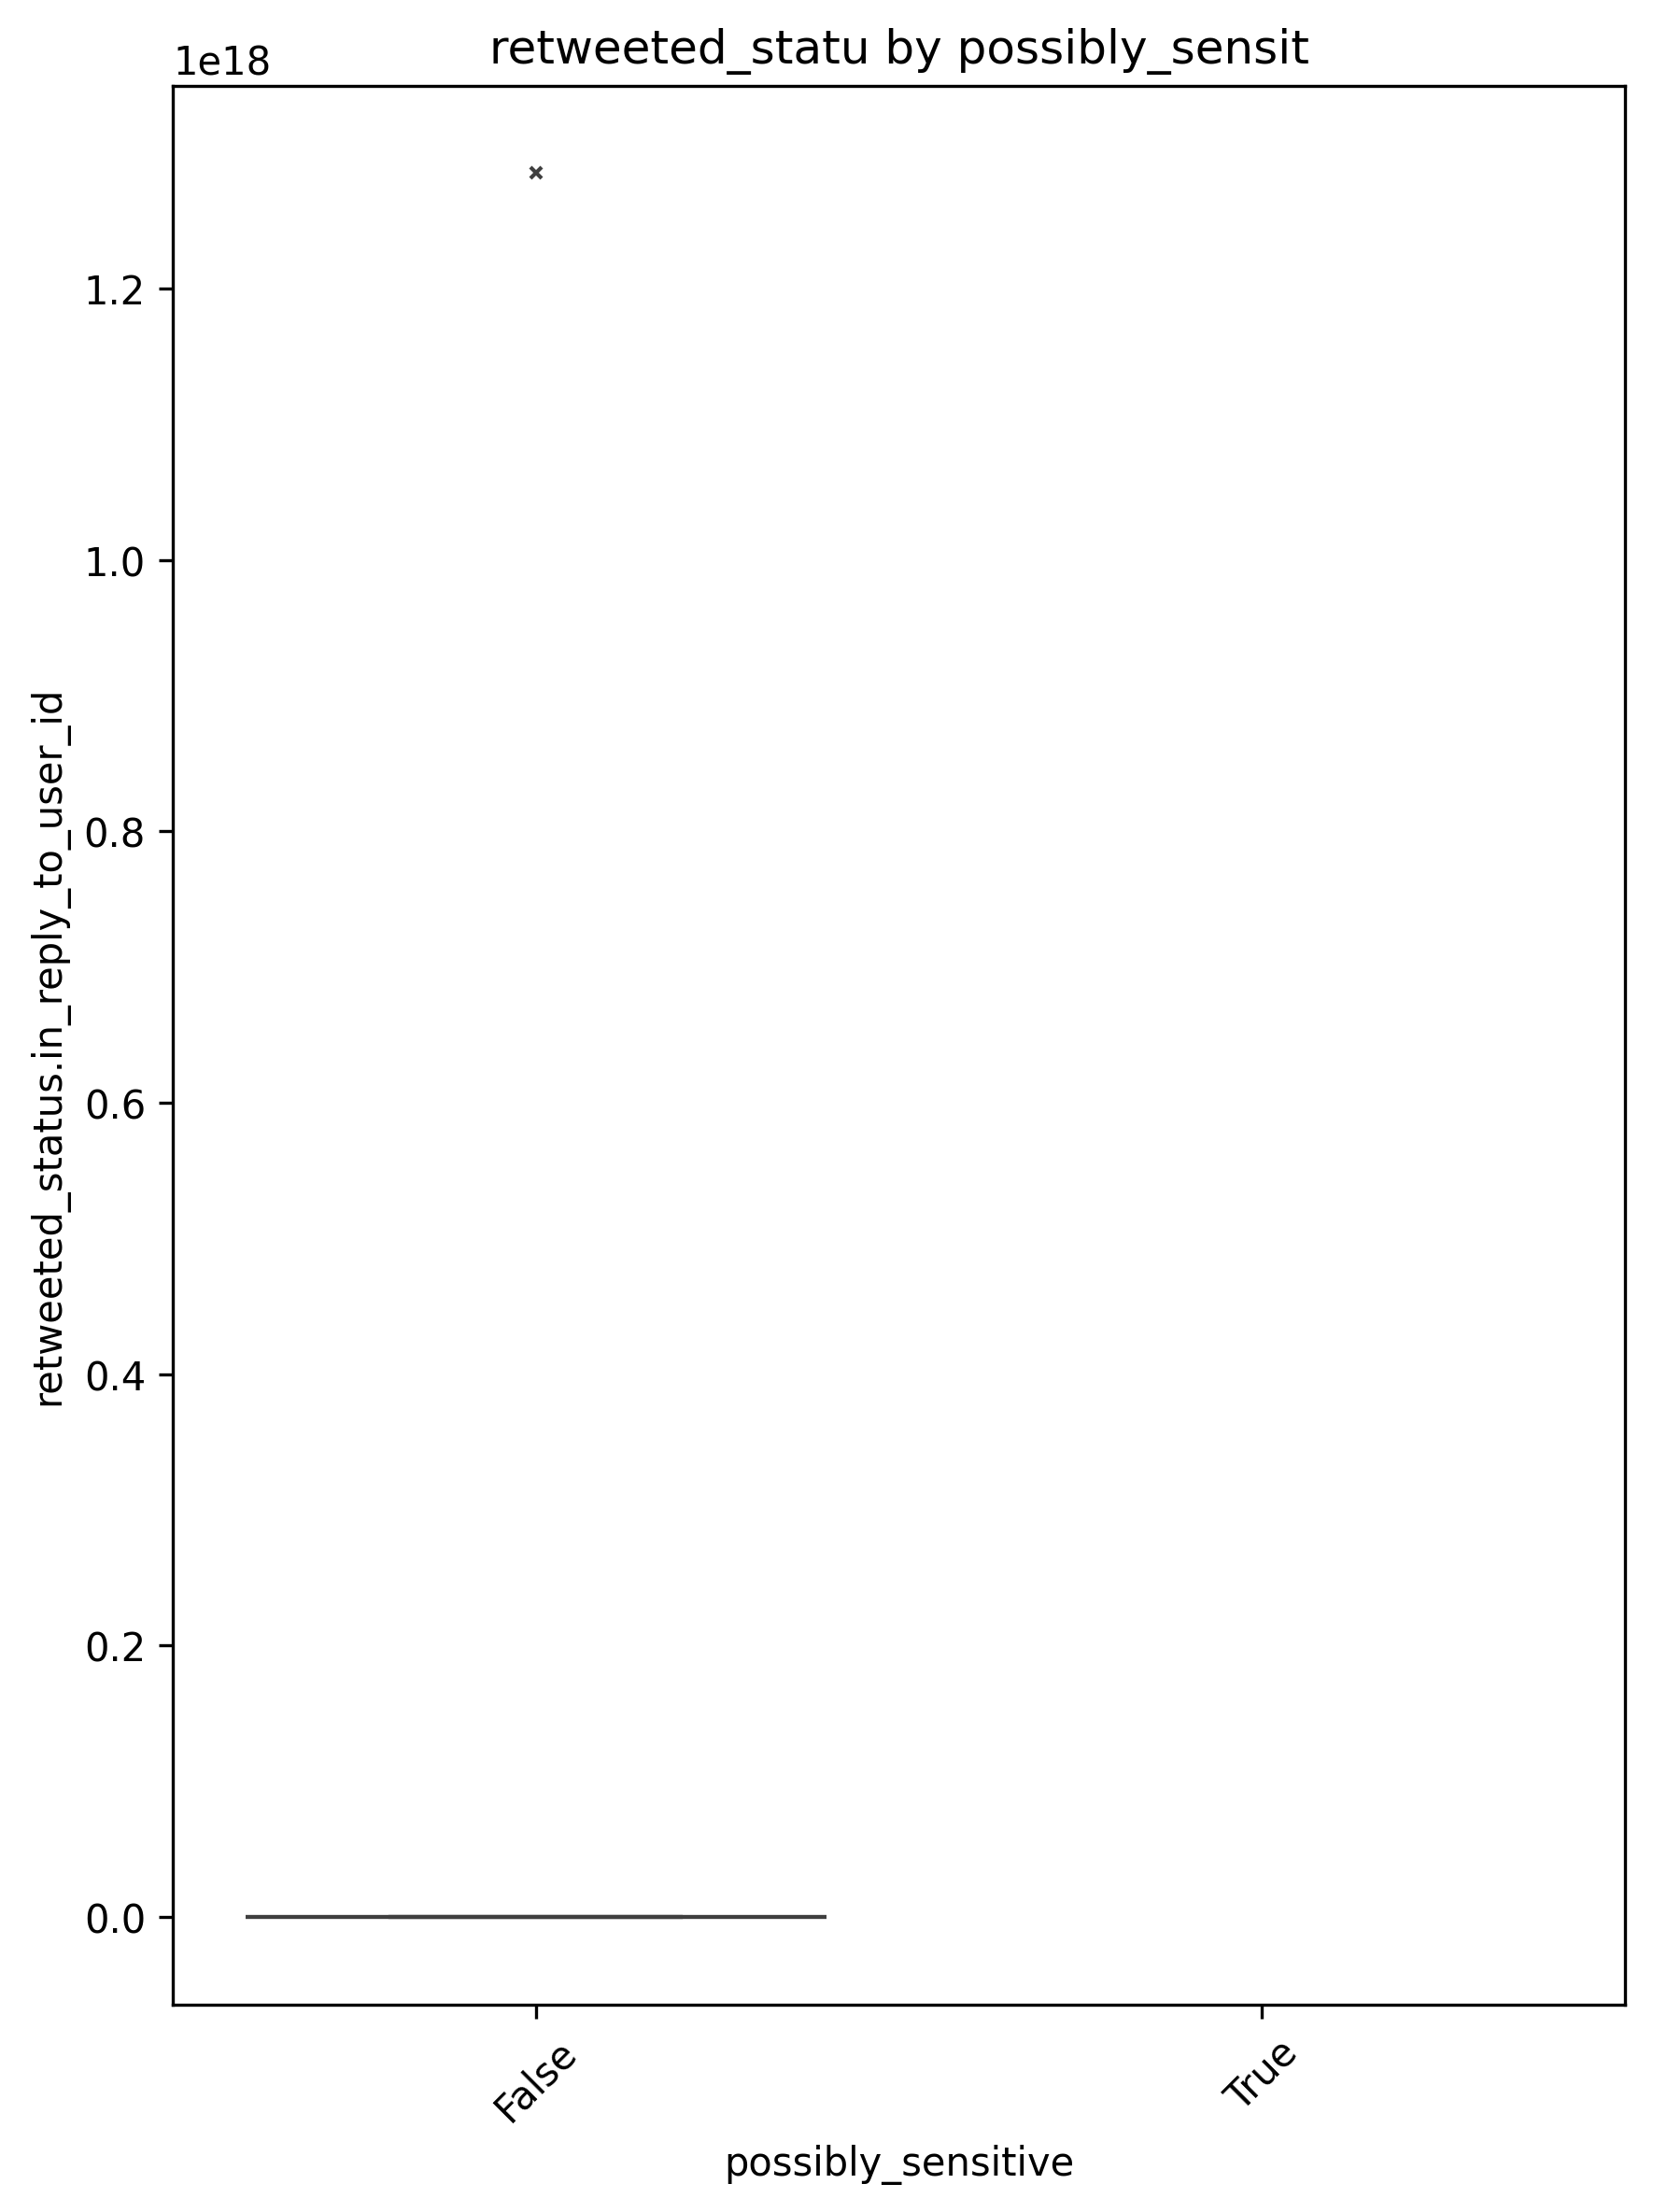 retweeted_statu by possibly_sensit
1e18
1.2
1.0
0.8
0.6
0.4
0.2
0.0
retweeted_status.in_reply_to_user_id
False
True
possibly_sensitive